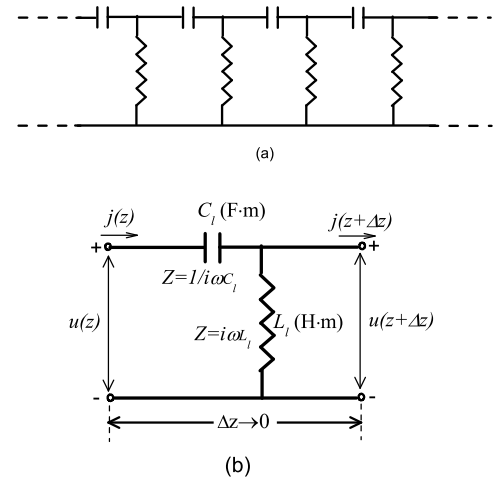 (a)
j(z)
C_l (F·m)
j(z+Δz)
+
+
Z=1/iωC_l
u(z)
Z=iωL_l
L_l (H·m)
u(z+Δz)
-
-
Δz→0
(b)